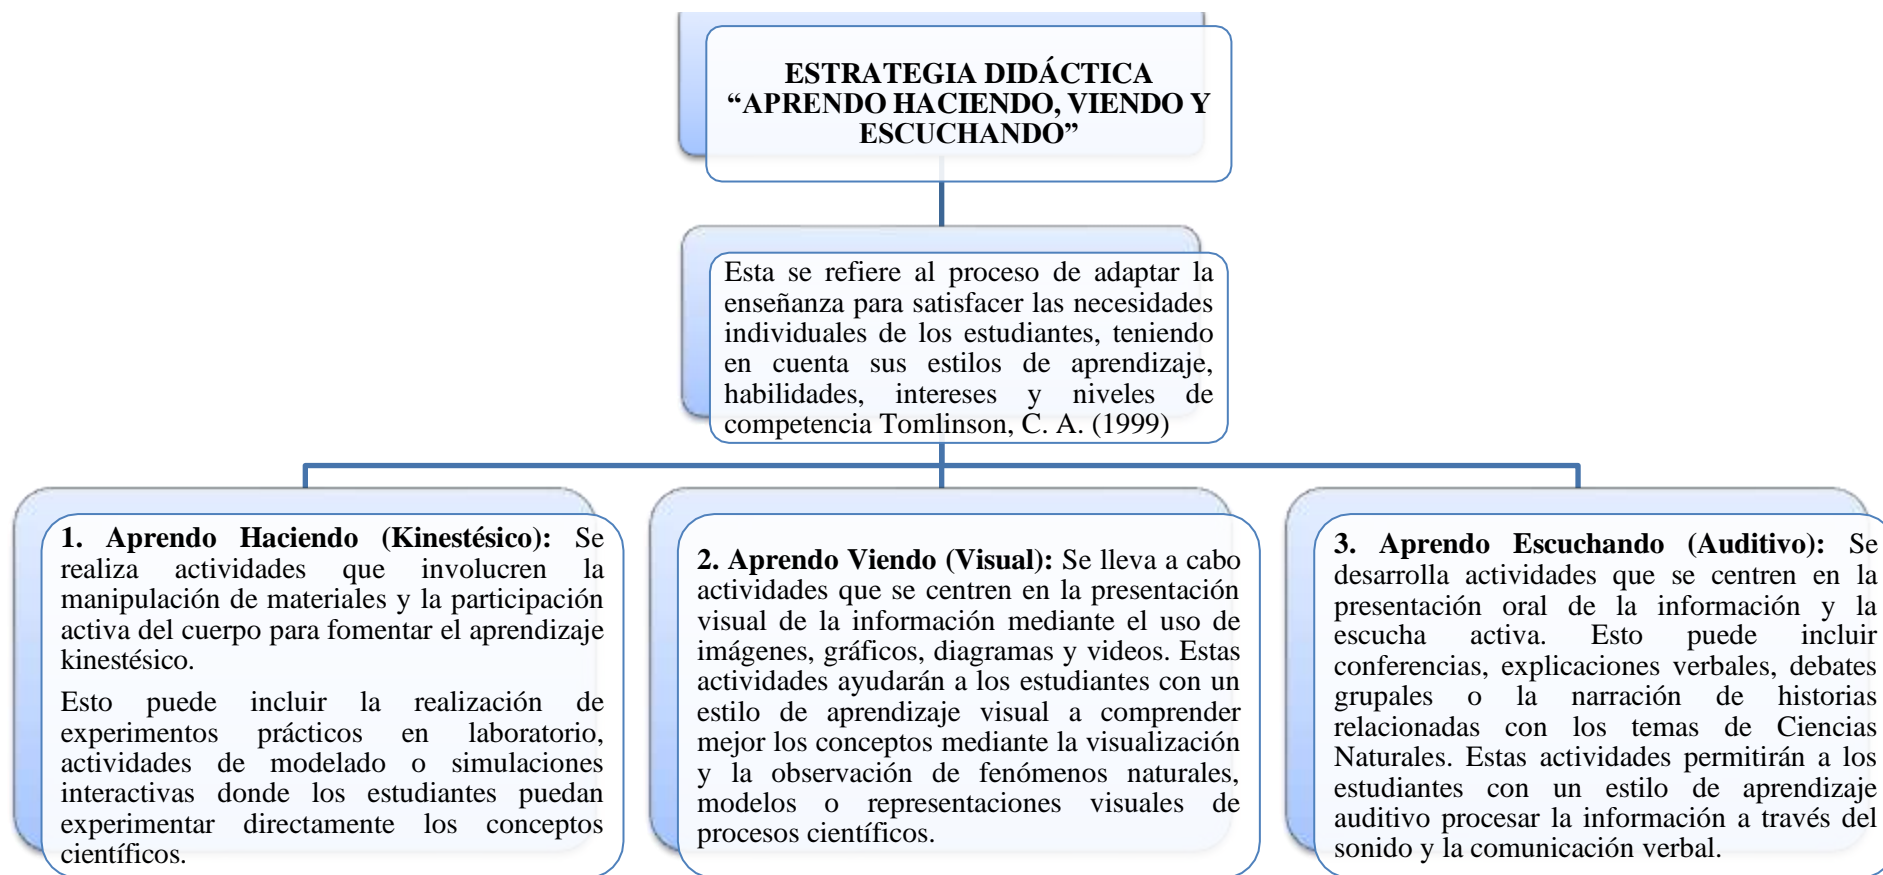 ESTRATEGIA DIDÁCTICA
“APRENDO HACIENDO, VIENDO Y
ESCUCHANDO”
Esta se refiere al proceso de adaptar la
enseñanza para satisfacer las necesidades
individuales de los estudiantes, teniendo
en cuenta sus estilos de aprendizaje,
habilidades, intereses y niveles de
competencia Tomlinson, C. A. (1999)
1. Aprendo Haciendo (Kinestésico): Se
realiza actividades que involucren la
manipulación de materiales y la participación
activa del cuerpo para fomentar el aprendizaje
kinestésico.
Esto puede incluir la realización de
experimentos prácticos en laboratorio,
actividades de modelado o simulaciones
interactivas donde los estudiantes puedan
experimentar directamente los conceptos
científicos.
2. Aprendo Viendo (Visual): Se lleva a cabo
actividades que se centren en la presentación
visual de la información mediante el uso de
imágenes, gráficos, diagramas y videos. Estas
actividades ayudarán a los estudiantes con un
estilo de aprendizaje visual a comprender
mejor los conceptos mediante la visualización
y la observación de fenómenos naturales,
modelos o representaciones visuales de
procesos científicos.
3. Aprendo Escuchando (Auditivo): Se
desarrolla actividades que se centren en la
presentación oral de la información y la
escucha activa. Esto puede incluir
conferencias, explicaciones verbales, debates
grupales o la narración de historias
relacionadas con los temas de Ciencias
Naturales. Estas actividades permitirán a los
estudiantes con un estilo de aprendizaje
auditivo procesar la información a través del
sonido y la comunicación verbal.